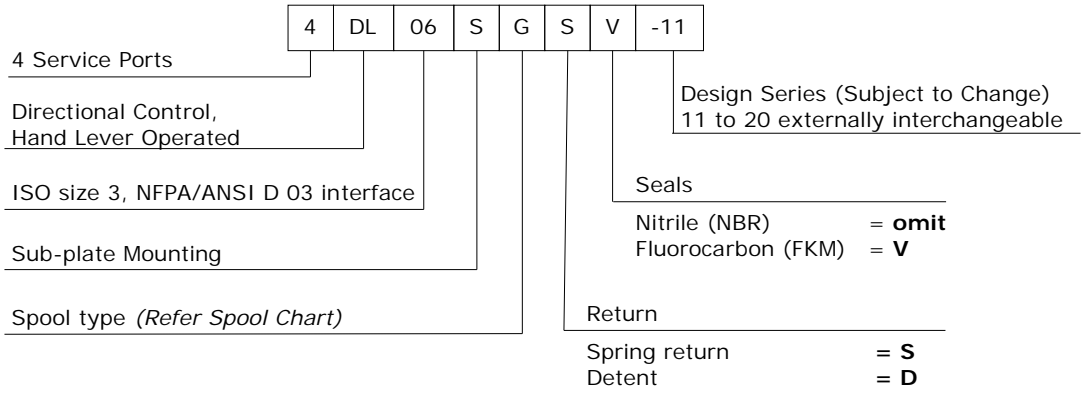 4 DL 06 S G S V -11
4 Service Ports
Directional Control,
Hand Lever Operated
ISO size 3, NFPA/ANSI D 03 interface
Sub-plate Mounting
Spool type (Refer Spool Chart)
Design Series (Subject to Change)
11 to 20 externally interchangeable
Seals
Nitrile (NBR) = omit
Fluorocarbon (FKM) = V
Return
Spring return = S
Detent = D